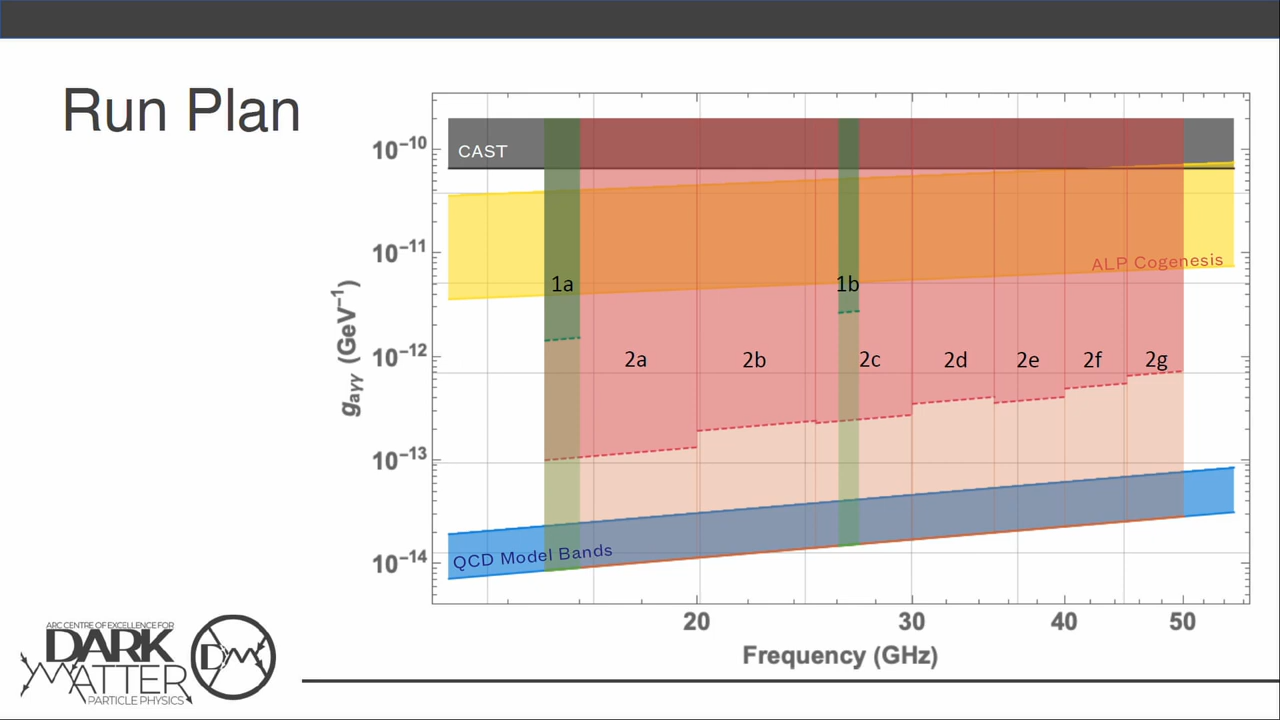 Run Plan
10⁻¹⁰
10⁻¹¹
10⁻¹²
10⁻¹³
10⁻¹⁴
gaγγ (GeV⁻¹)
CAST
ALP Cogenesis
1a
1b
2a
2b
2c
2d
2e
2f
2g
QCD Model Bands
20
30
40
50
Frequency (GHz)
ARC CENTRE OF EXCELLENCE FOR
DARK
MATTER
PARTICLE PHYSICS
DM